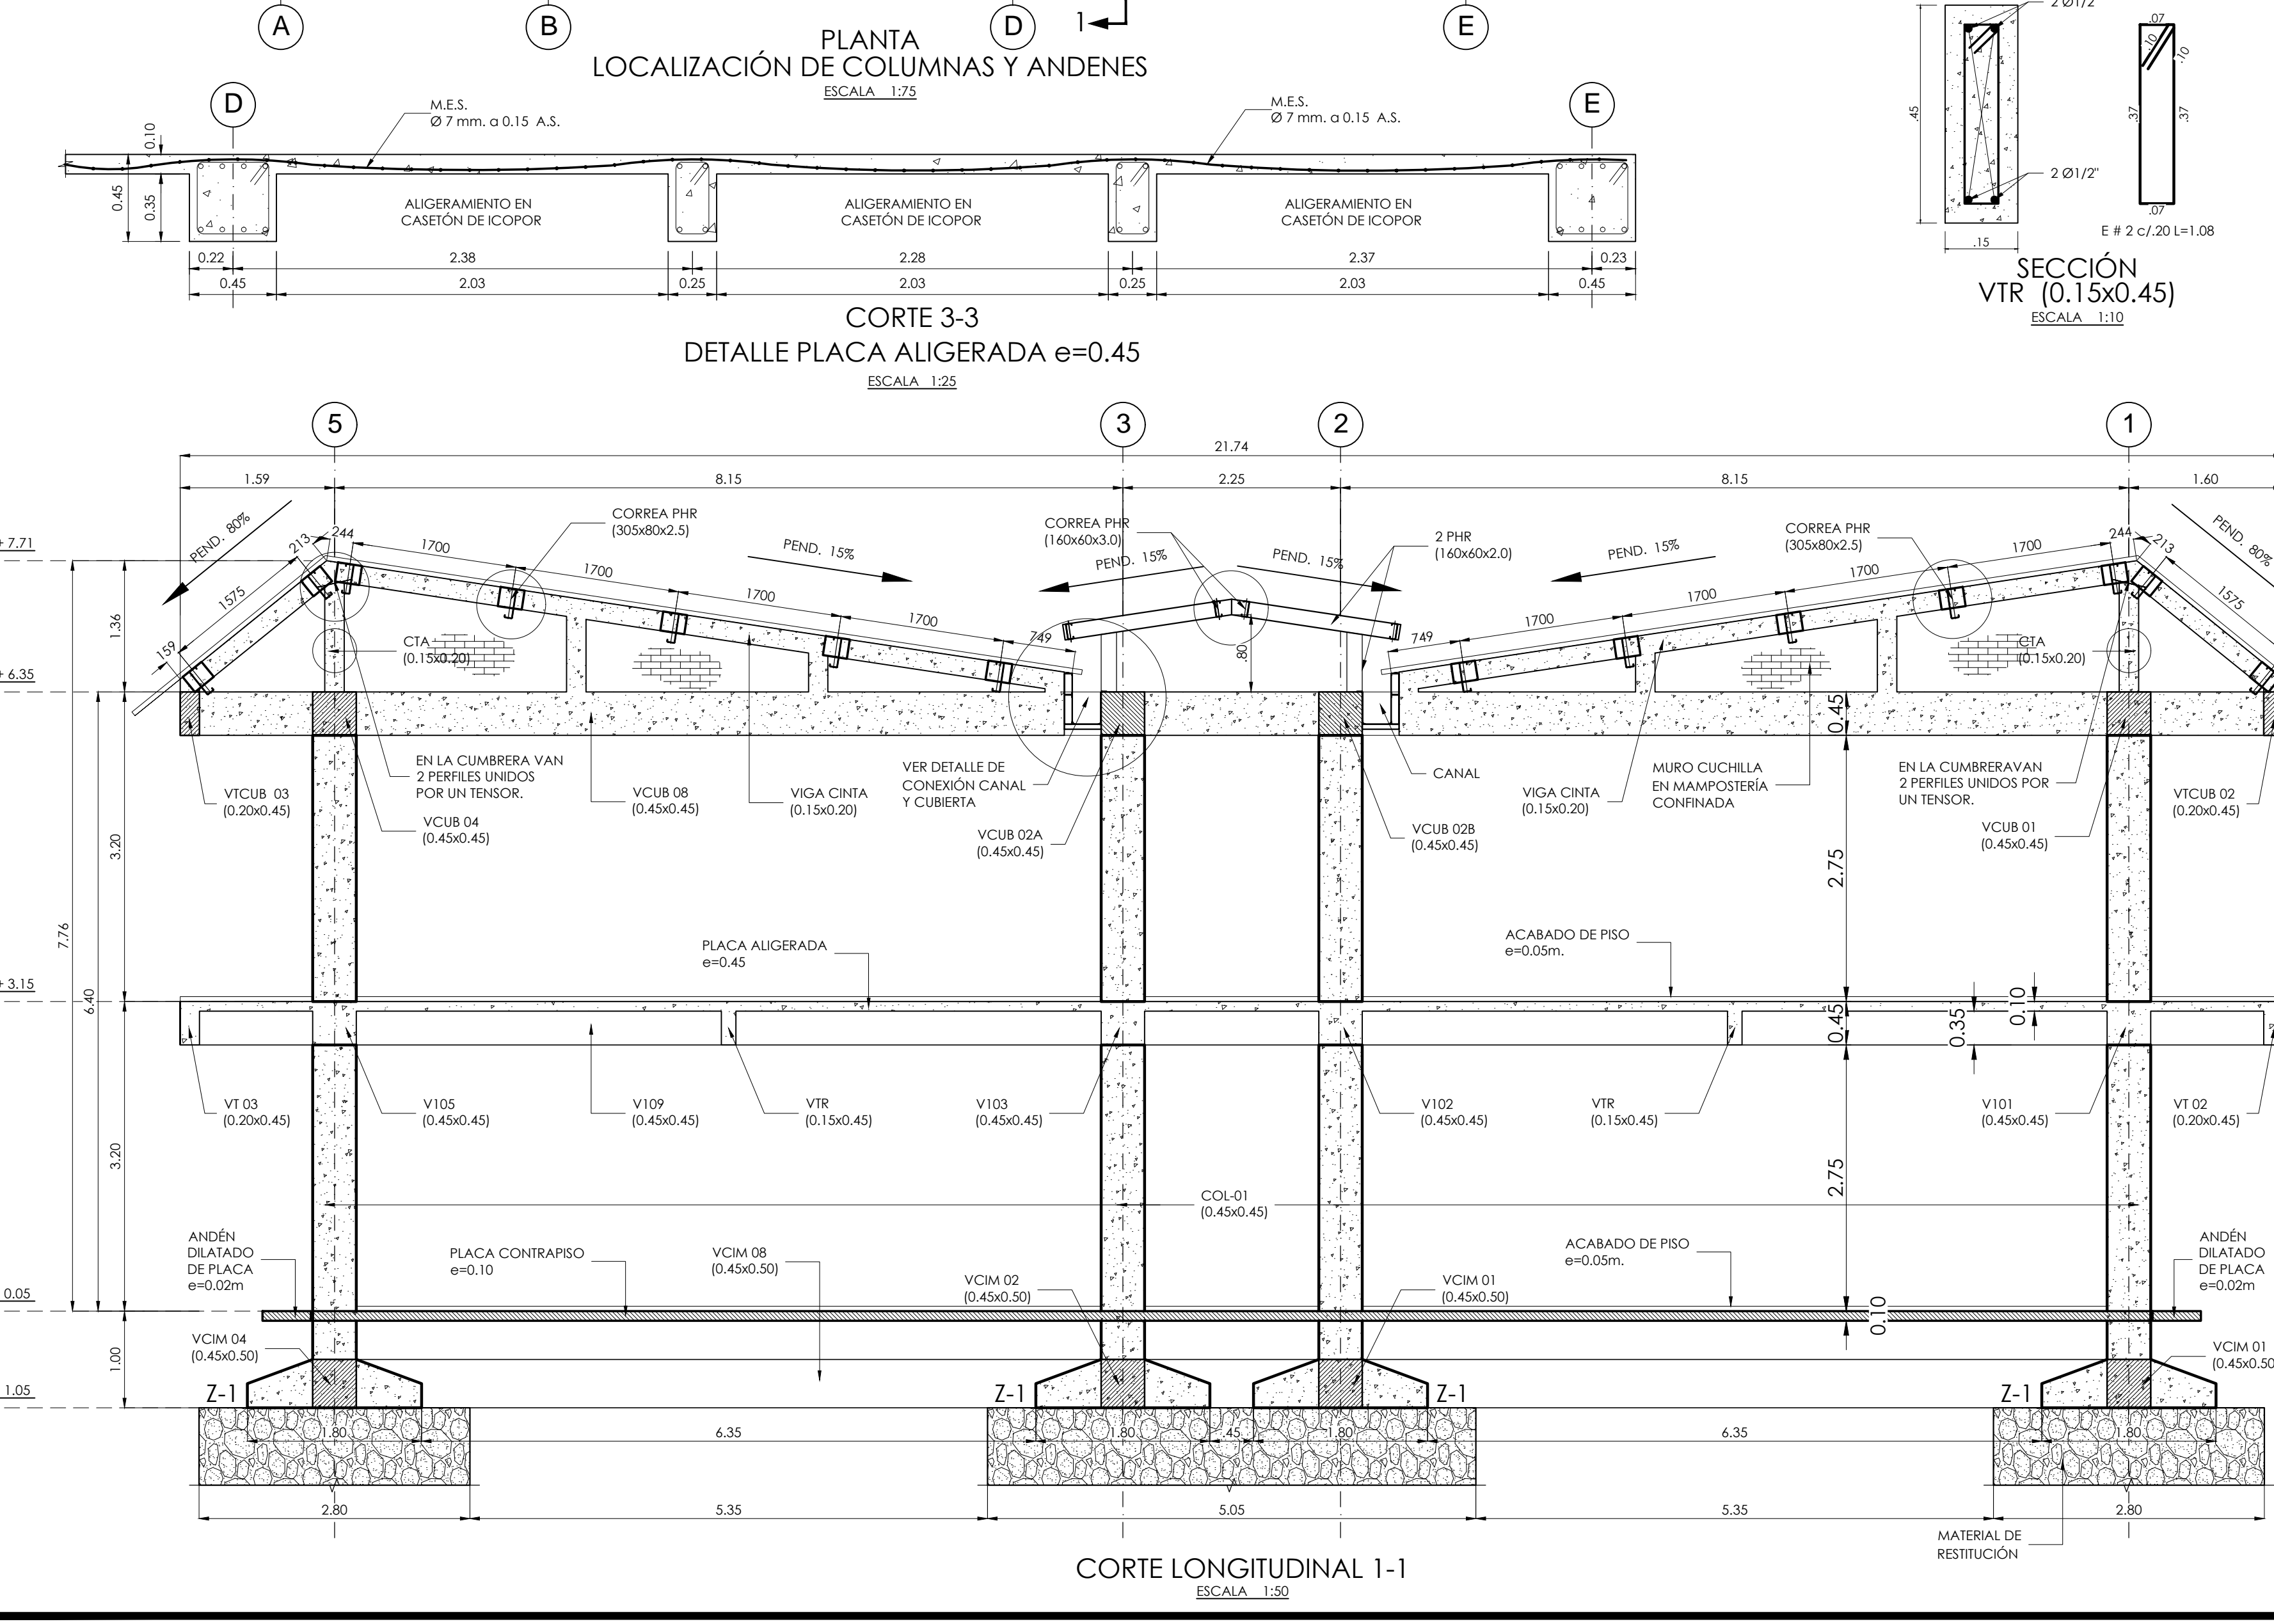 A
B
D
1
E
PLANTA
LOCALIZACIÓN DE COLUMNAS Y ANDENES
ESCALA 1:75
D
E
M.E.S.
Ø 7 mm. a 0.15 A.S.
M.E.S.
Ø 7 mm. a 0.15 A.S.
0.10
0.45
0.35
ALIGERAMIENTO EN
CASETÓN DE ICOPOR
ALIGERAMIENTO EN
CASETÓN DE ICOPOR
ALIGERAMIENTO EN
CASETÓN DE ICOPOR
0.22
2.38
2.28
2.37
0.23
0.45
2.03
0.25
2.03
0.25
2.03
0.45
CORTE 3-3
DETALLE PLACA ALIGERADA e=0.45
ESCALA 1:25
2 Ø1/2"
.45
2 Ø1/2"
.15
.07
.10
.10
.37
.37
.07
E # 2 c/.20 L=1.08
SECCIÓN
VTR (0.15x0.45)
ESCALA 1:10
5
3
2
1
21.74
1.59
8.15
2.25
8.15
1.60
PEND. 80%
213
244
1700
1700
1700
1700
749
1575
159
CORREA PHR
(305x80x2.5)
PEND. 15%
CORREA PHR
(160x60x3.0)
PEND. 15%
PEND. 15%
2 PHR
(160x60x2.0)
PEND. 15%
CORREA PHR
(305x80x2.5)
749
1700
1700
1700
1700
244
213
1575
PEND. 80%
+ 7.71
1.36
+ 6.35
CTA
(0.15x0.20)
.80
CTA
(0.15x0.20)
0.45
VTCUB 03
(0.20x0.45)
EN LA CUMBRERA VAN
2 PERFILES UNIDOS
POR UN TENSOR.
VCUB 04
(0.45x0.45)
VCUB 08
(0.45x0.45)
VIGA CINTA
(0.15x0.20)
VER DETALLE DE
CONEXIÓN CANAL
Y CUBIERTA
VCUB 02A
(0.45x0.45)
CANAL
VCUB 02B
(0.45x0.45)
VIGA CINTA
(0.15x0.20)
MURO CUCHILLA
EN MAMPOSTERÍA
CONFINADA
EN LA CUMBRERAVAN
2 PERFILES UNIDOS POR
UN TENSOR.
VCUB 01
(0.45x0.45)
VTCUB 02
(0.20x0.45)
3.20
2.75
7.76
6.40
PLACA ALIGERADA
e=0.45
ACABADO DE PISO
e=0.05m.
+ 3.15
0.45
0.35
0.10
VT 03
(0.20x0.45)
V105
(0.45x0.45)
V109
(0.45x0.45)
VTR
(0.15x0.45)
V103
(0.45x0.45)
V102
(0.45x0.45)
VTR
(0.15x0.45)
V101
(0.45x0.45)
VT 02
(0.20x0.45)
3.20
2.75
COL-01
(0.45x0.45)
ANDÉN
DILATADO
DE PLACA
e=0.02m
PLACA CONTRAPISO
e=0.10
VCIM 08
(0.45x0.50)
VCIM 02
(0.45x0.50)
VCIM 01
(0.45x0.50)
ACABADO DE PISO
e=0.05m.
ANDÉN
DILATADO
DE PLACA
e=0.02m
0.05
0.10
VCIM 04
(0.45x0.50)
VCIM 01
(0.45x0.50
1.00
1.05
Z-1
Z-1
Z-1
Z-1
1.80
6.35
1.80
.45
1.80
6.35
1.80
2.80
5.35
5.05
5.35
2.80
MATERIAL DE
RESTITUCIÓN
CORTE LONGITUDINAL 1-1
ESCALA 1:50